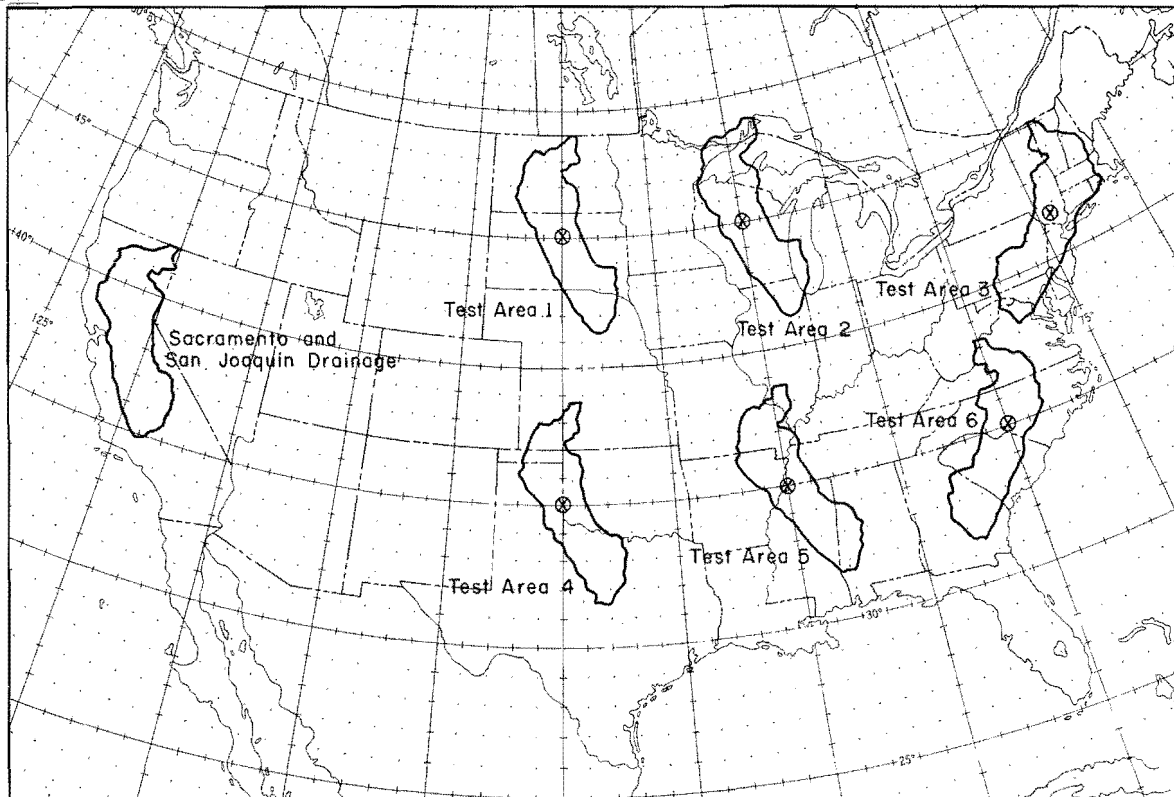 45°
40°
125°
Test Area 1
Test Area 2
Test Area 3
Sacramento and
San Joaquin Drainage
Test Area 6
Test Area 5
Test Area 4
30°
25°